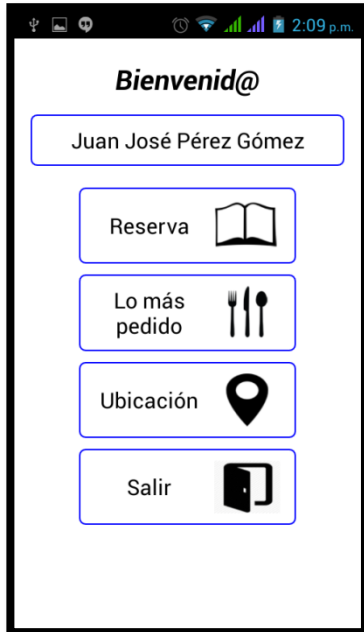 2:09 p.m.
Bienvenid@
Juan José Pérez Gómez
Reserva
Lo más
pedido
Ubicación
Salir